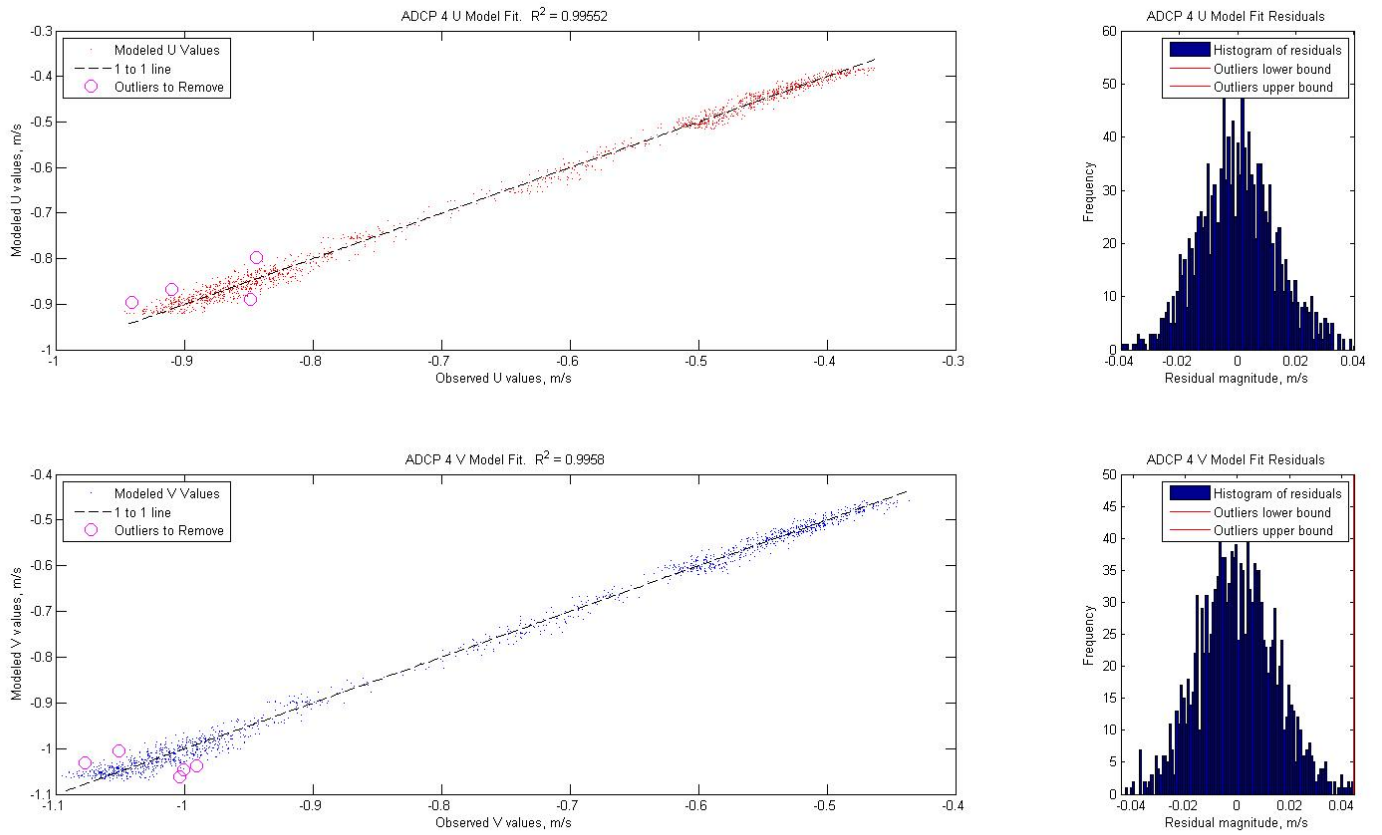 ADCP 4 U Model Fit. R² = 0.99552
Modeled U Values
1 to 1 line
Outliers to Remove
Modeled U values, m/s
-0.3
-0.4
-0.5
-0.6
-0.7
-0.8
-0.9
-1
-1 -0.9 -0.8 -0.7 -0.6 -0.5 -0.4 -0.3
Observed U values, m/s
ADCP 4 U Model Fit Residuals
Histogram of residuals
Outliers lower bound
Outliers upper bound
Frequency
60
50
40
30
20
10
0
-0.04 -0.02 0 0.02 0.04
Residual magnitude, m/s
ADCP 4 V Model Fit. R² = 0.9958
Modeled V Values
1 to 1 line
Outliers to Remove
Modeled V values, m/s
-0.4
-0.5
-0.6
-0.7
-0.8
-0.9
-1
-1.1
-1.1 -1 -0.9 -0.8 -0.7 -0.6 -0.5 -0.4
Observed V values, m/s
ADCP 4 V Model Fit Residuals
Histogram of residuals
Outliers lower bound
Outliers upper bound
Frequency
50
45
40
35
30
25
20
15
10
5
0
-0.04 -0.02 0 0.02 0.04
Residual magnitude, m/s